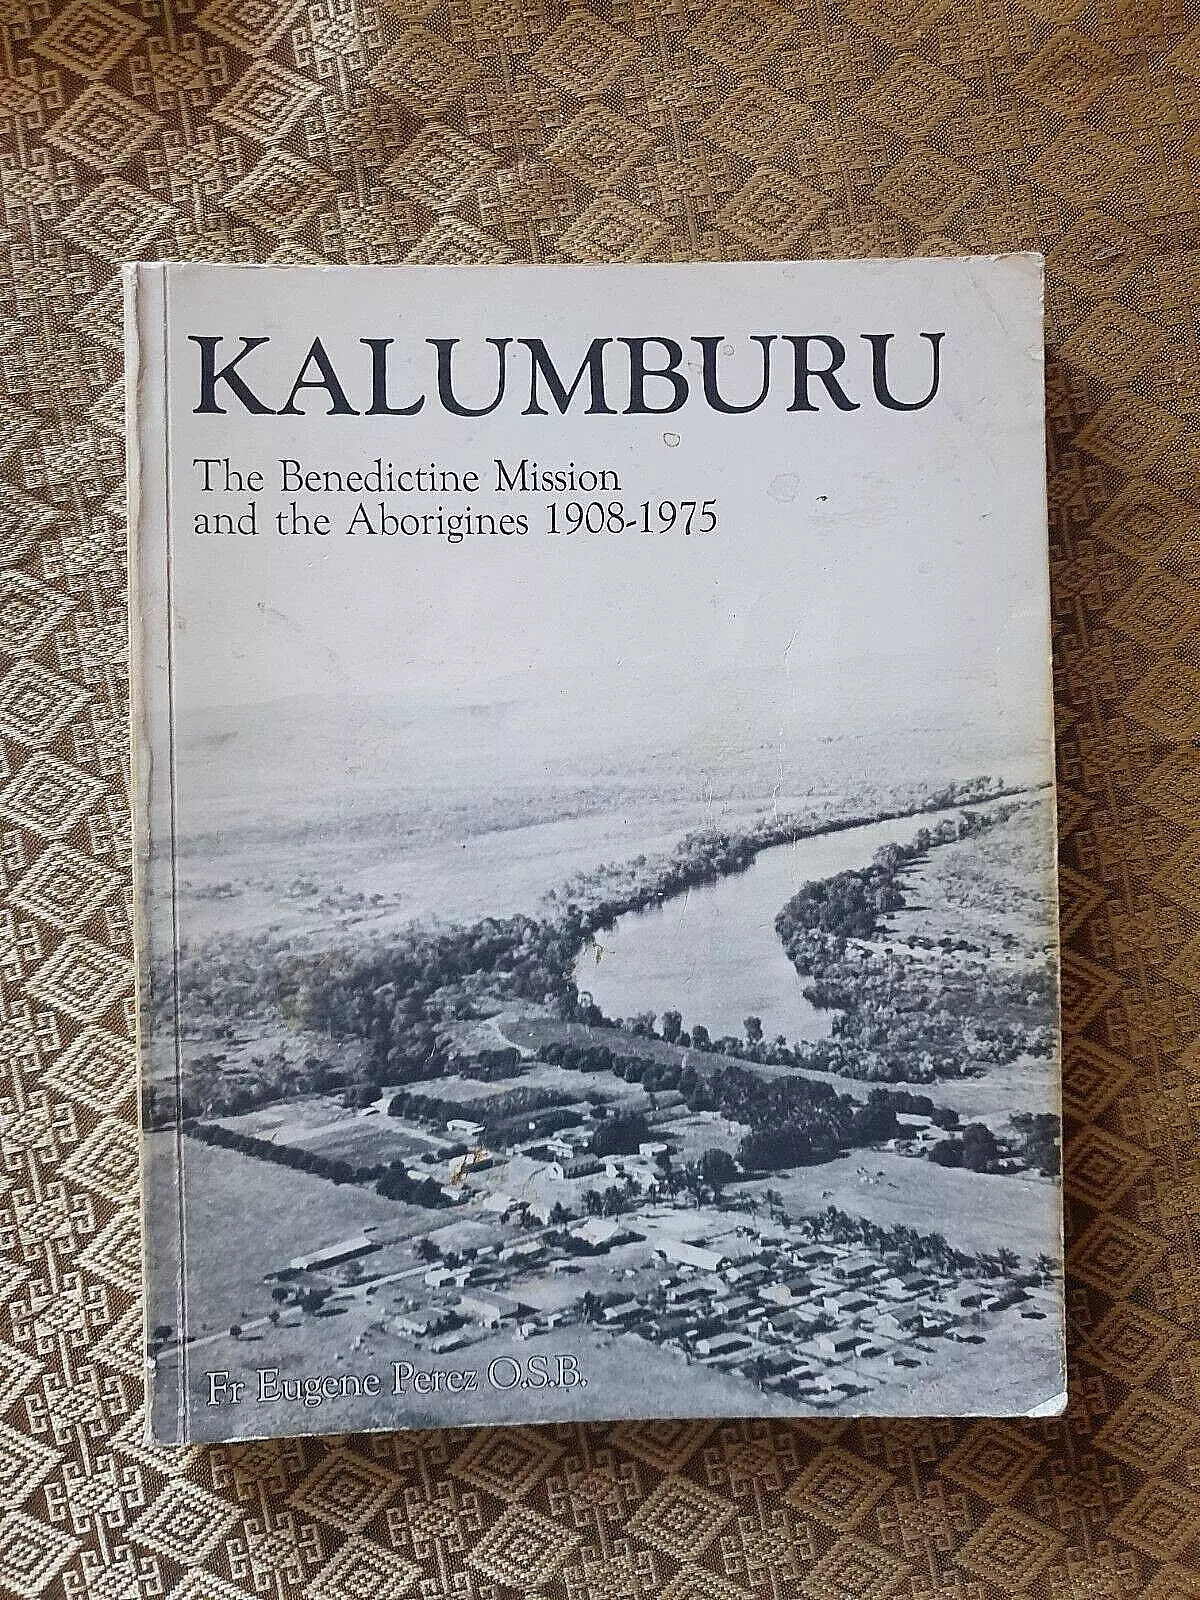 KALUMBURU
The Benedictine Mission
and the Aborigines 1908-1975
Fr Eugene Perez O.S.B.